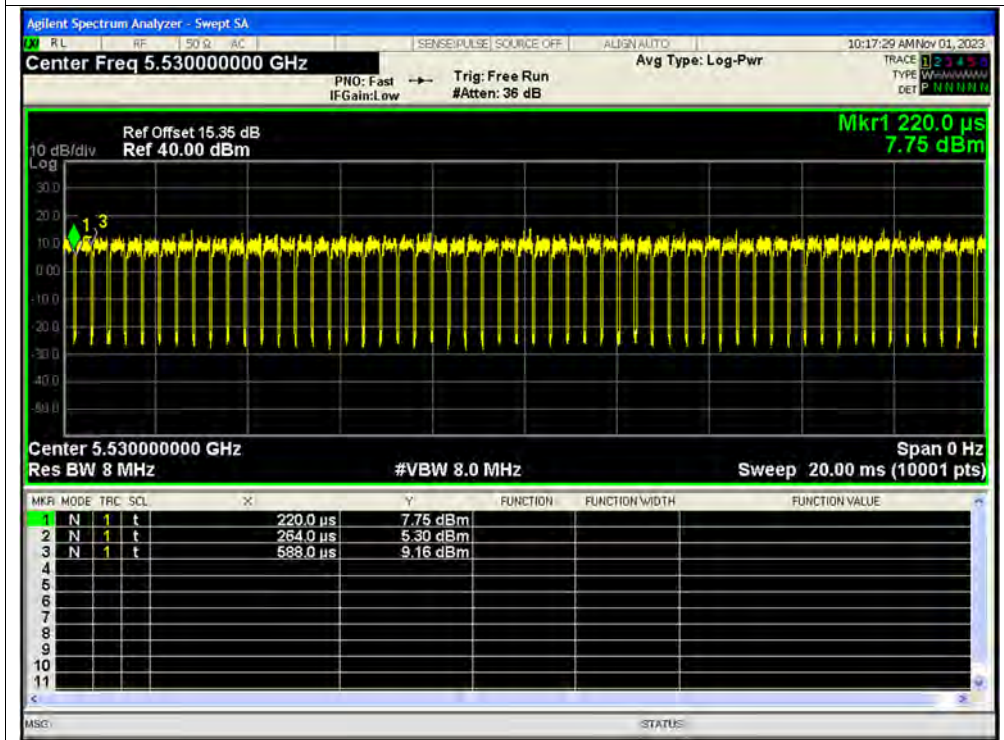 Agilent Spectrum Analyzer - Swept SA
RL RF 50 Ω AC SENSE:PULSE SOURCE OFF ALIGN AUTO 10:17:29 AM Nov 01, 2023
Center Freq 5.530000000 GHz Avg Type: Log-Pwr TRACE 1 2 3 4 5 6
PNO: Fast Trig: Free Run TYPE
IFGain:Low #Atten: 36 dB DET P N N N N N
Mkr1 220.0 µs
Ref Offset 15.35 dB
10 dB/div Ref 40.00 dBm 7.75 dBm
Log
30.0
20.0
1 3
10.0
0.00
-10.0
-20.0
-30.0
-40.0
-50.0
Center 5.530000000 GHz Span 0 Hz
Res BW 8 MHz #VBW 8.0 MHz Sweep 20.00 ms (10001 pts)
MKR MODE TRC SCL X Y FUNCTION FUNCTION WIDTH FUNCTION VALUE
1 N 1 t 220.0 µs 7.75 dBm
2 N 1 t 264.0 µs 5.30 dBm
3 N 1 t 588.0 µs 9.16 dBm
4
5
6
7
8
9
10
11
MSG STATUS